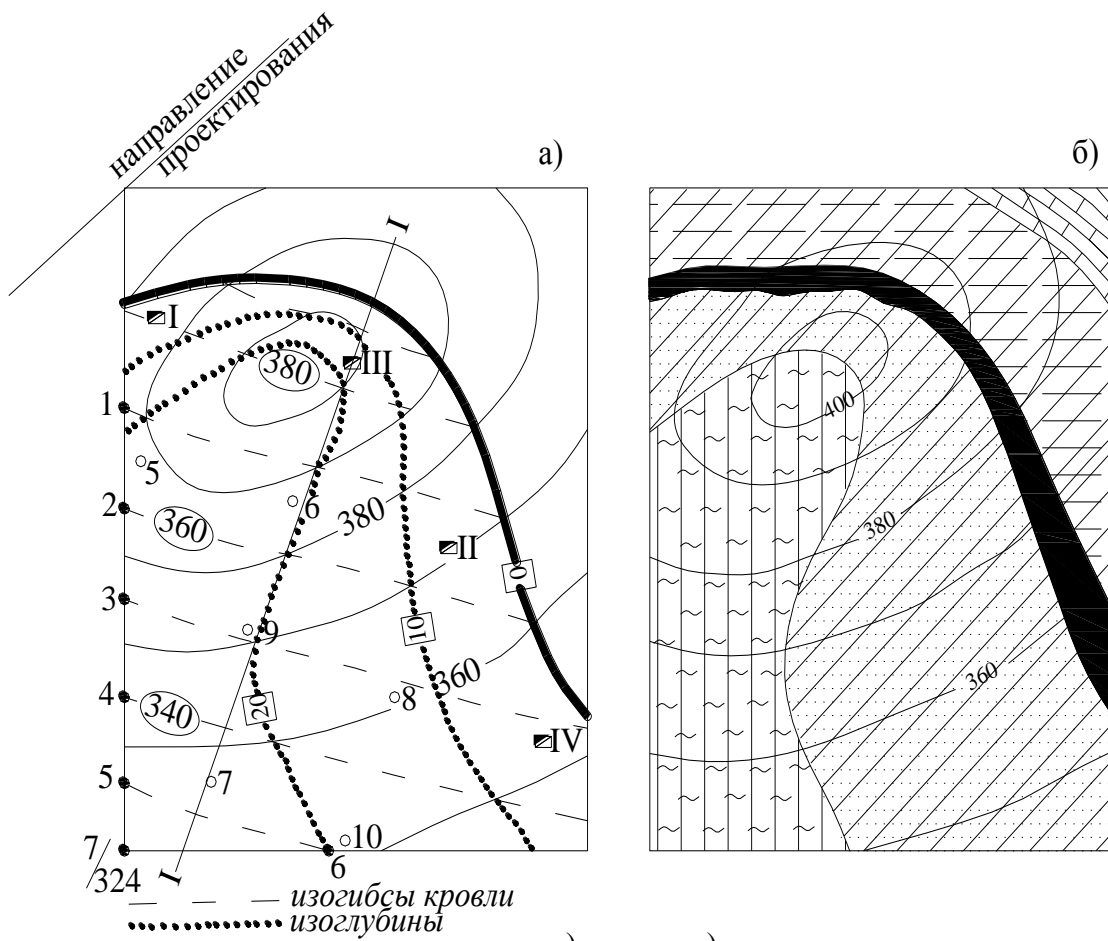 направление
проектирования
а)
б)
I
I
III
380
400
1
5
2
6
360
380
380
II
3
0
9
10
360
360
8
4
340
20
IV
5
7
10
7
324
I
6
изогибсы кровли
изоглубины